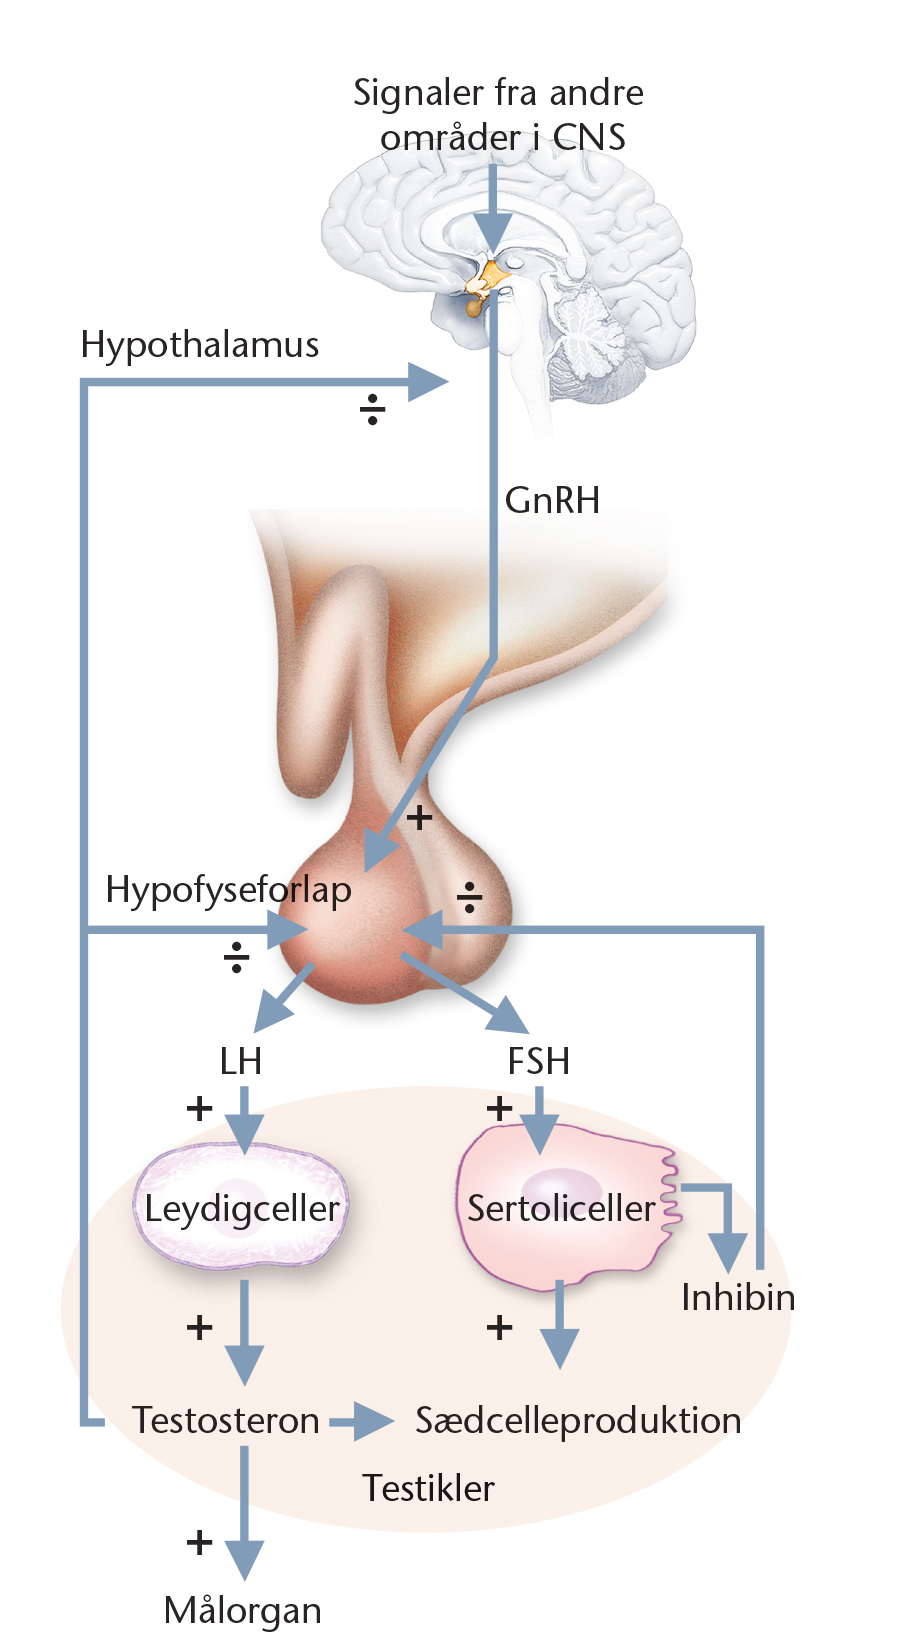 Signaler fra andre
områder i CNS
Hypothalamus
÷
GnRH
+
Hypofyseforlap
÷
÷
LH
FSH
+
+
Leydigceller
Sertoliceller
Inhibin
+
+
Testosteron
Sædcelleproduktion
Testikler
+
Målorgan